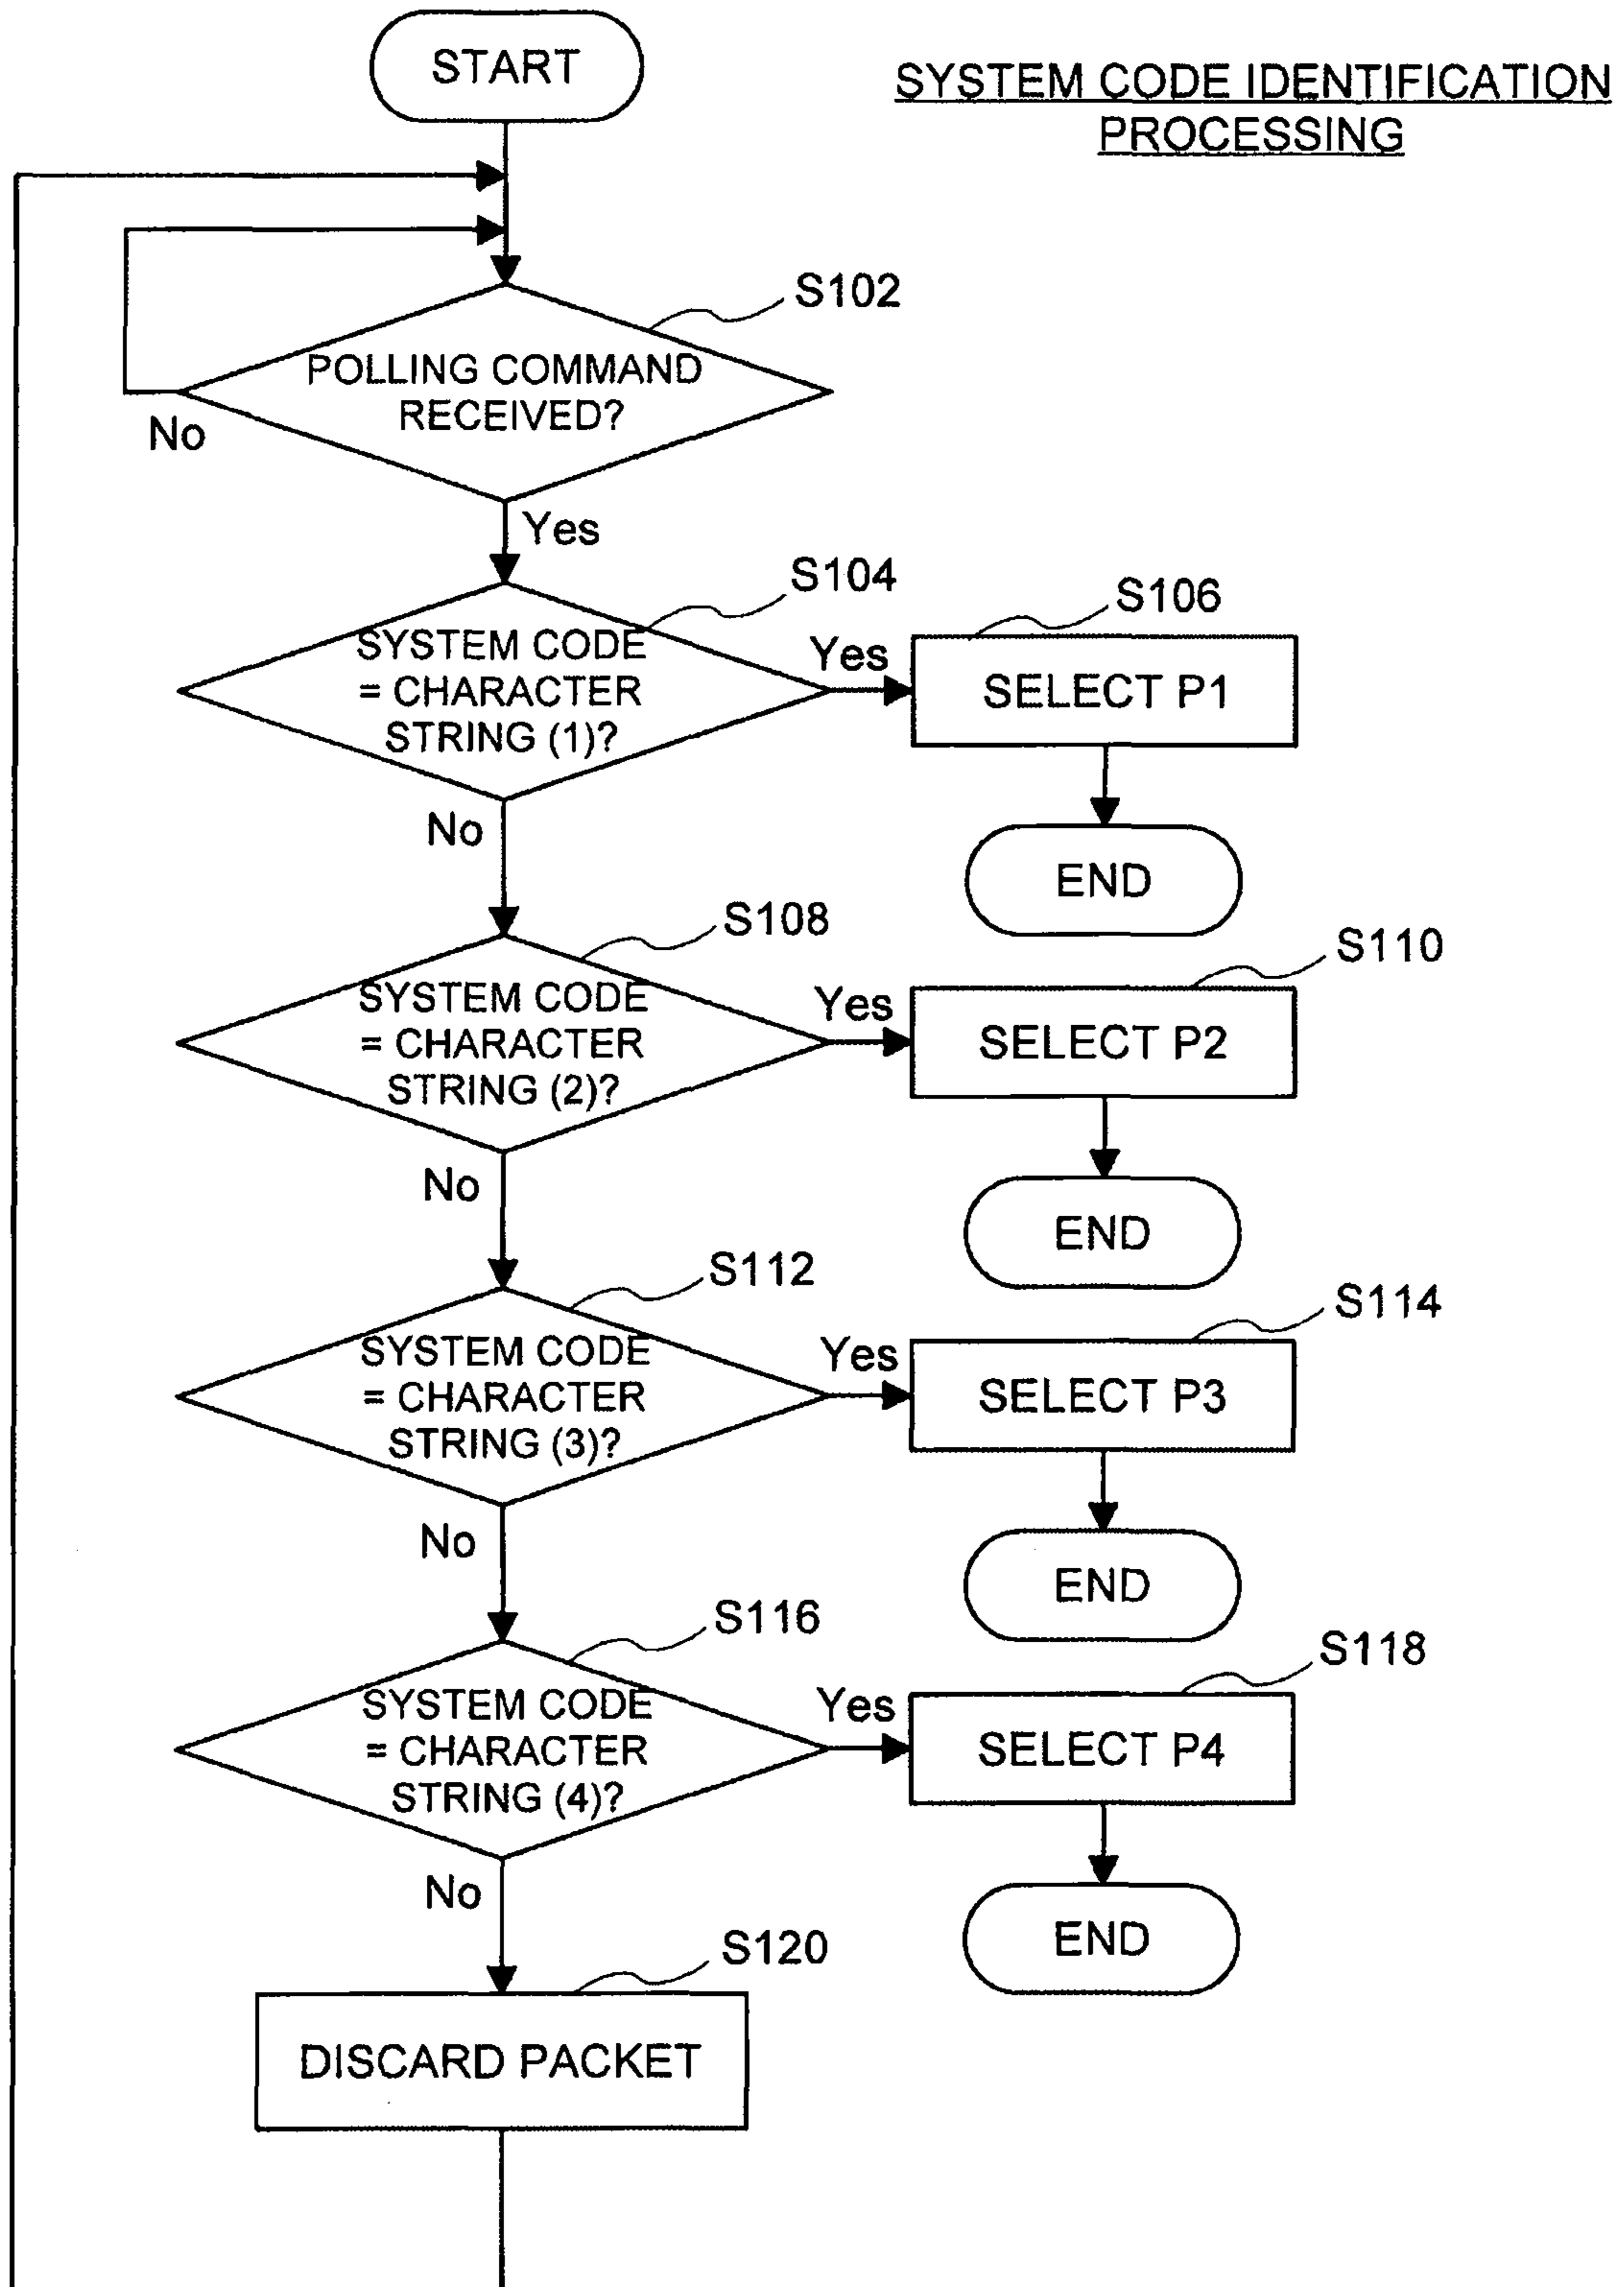 START
SYSTEM CODE IDENTIFICATION
PROCESSING
S102
POLLING COMMAND
RECEIVED?
No
Yes
S104
SYSTEM CODE
= CHARACTER
STRING (1)?
Yes
S106
SELECT P1
No
END
S108
SYSTEM CODE
= CHARACTER
STRING (2)?
Yes
S110
SELECT P2
No
END
S112
SYSTEM CODE
= CHARACTER
STRING (3)?
Yes
S114
SELECT P3
No
END
S116
SYSTEM CODE
= CHARACTER
STRING (4)?
Yes
S118
SELECT P4
No
END
S120
DISCARD PACKET